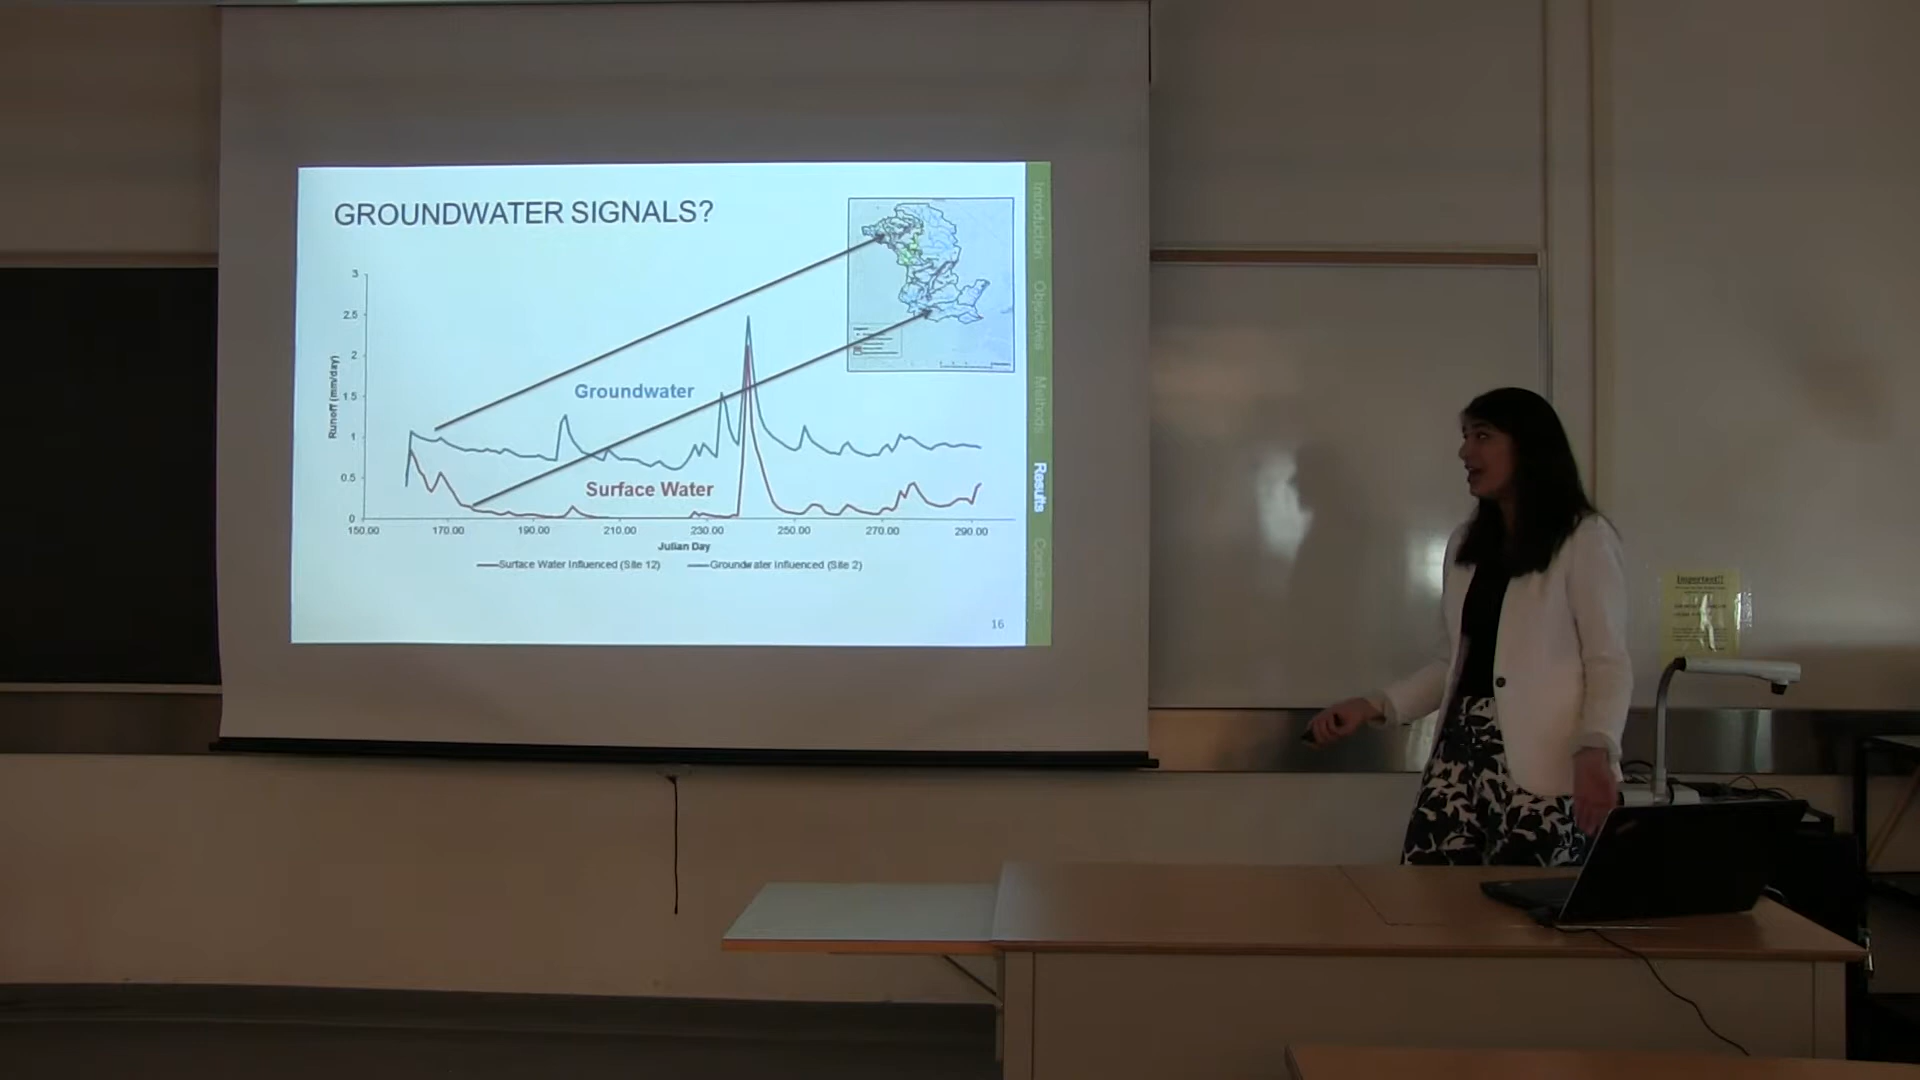 GROUNDWATER SIGNALS?
3
2.5
2
1.5
1
0.5
0
Runoff (mm/day)
Groundwater
Surface Water
150.00 170.00 190.00 210.00 230.00 250.00 270.00 290.00
Julian Day
Surface Water Influenced (Site 12) Groundwater Influenced (Site 2)
16
Introduction
Objectives
Methods
Results
Conclusion
Important!!